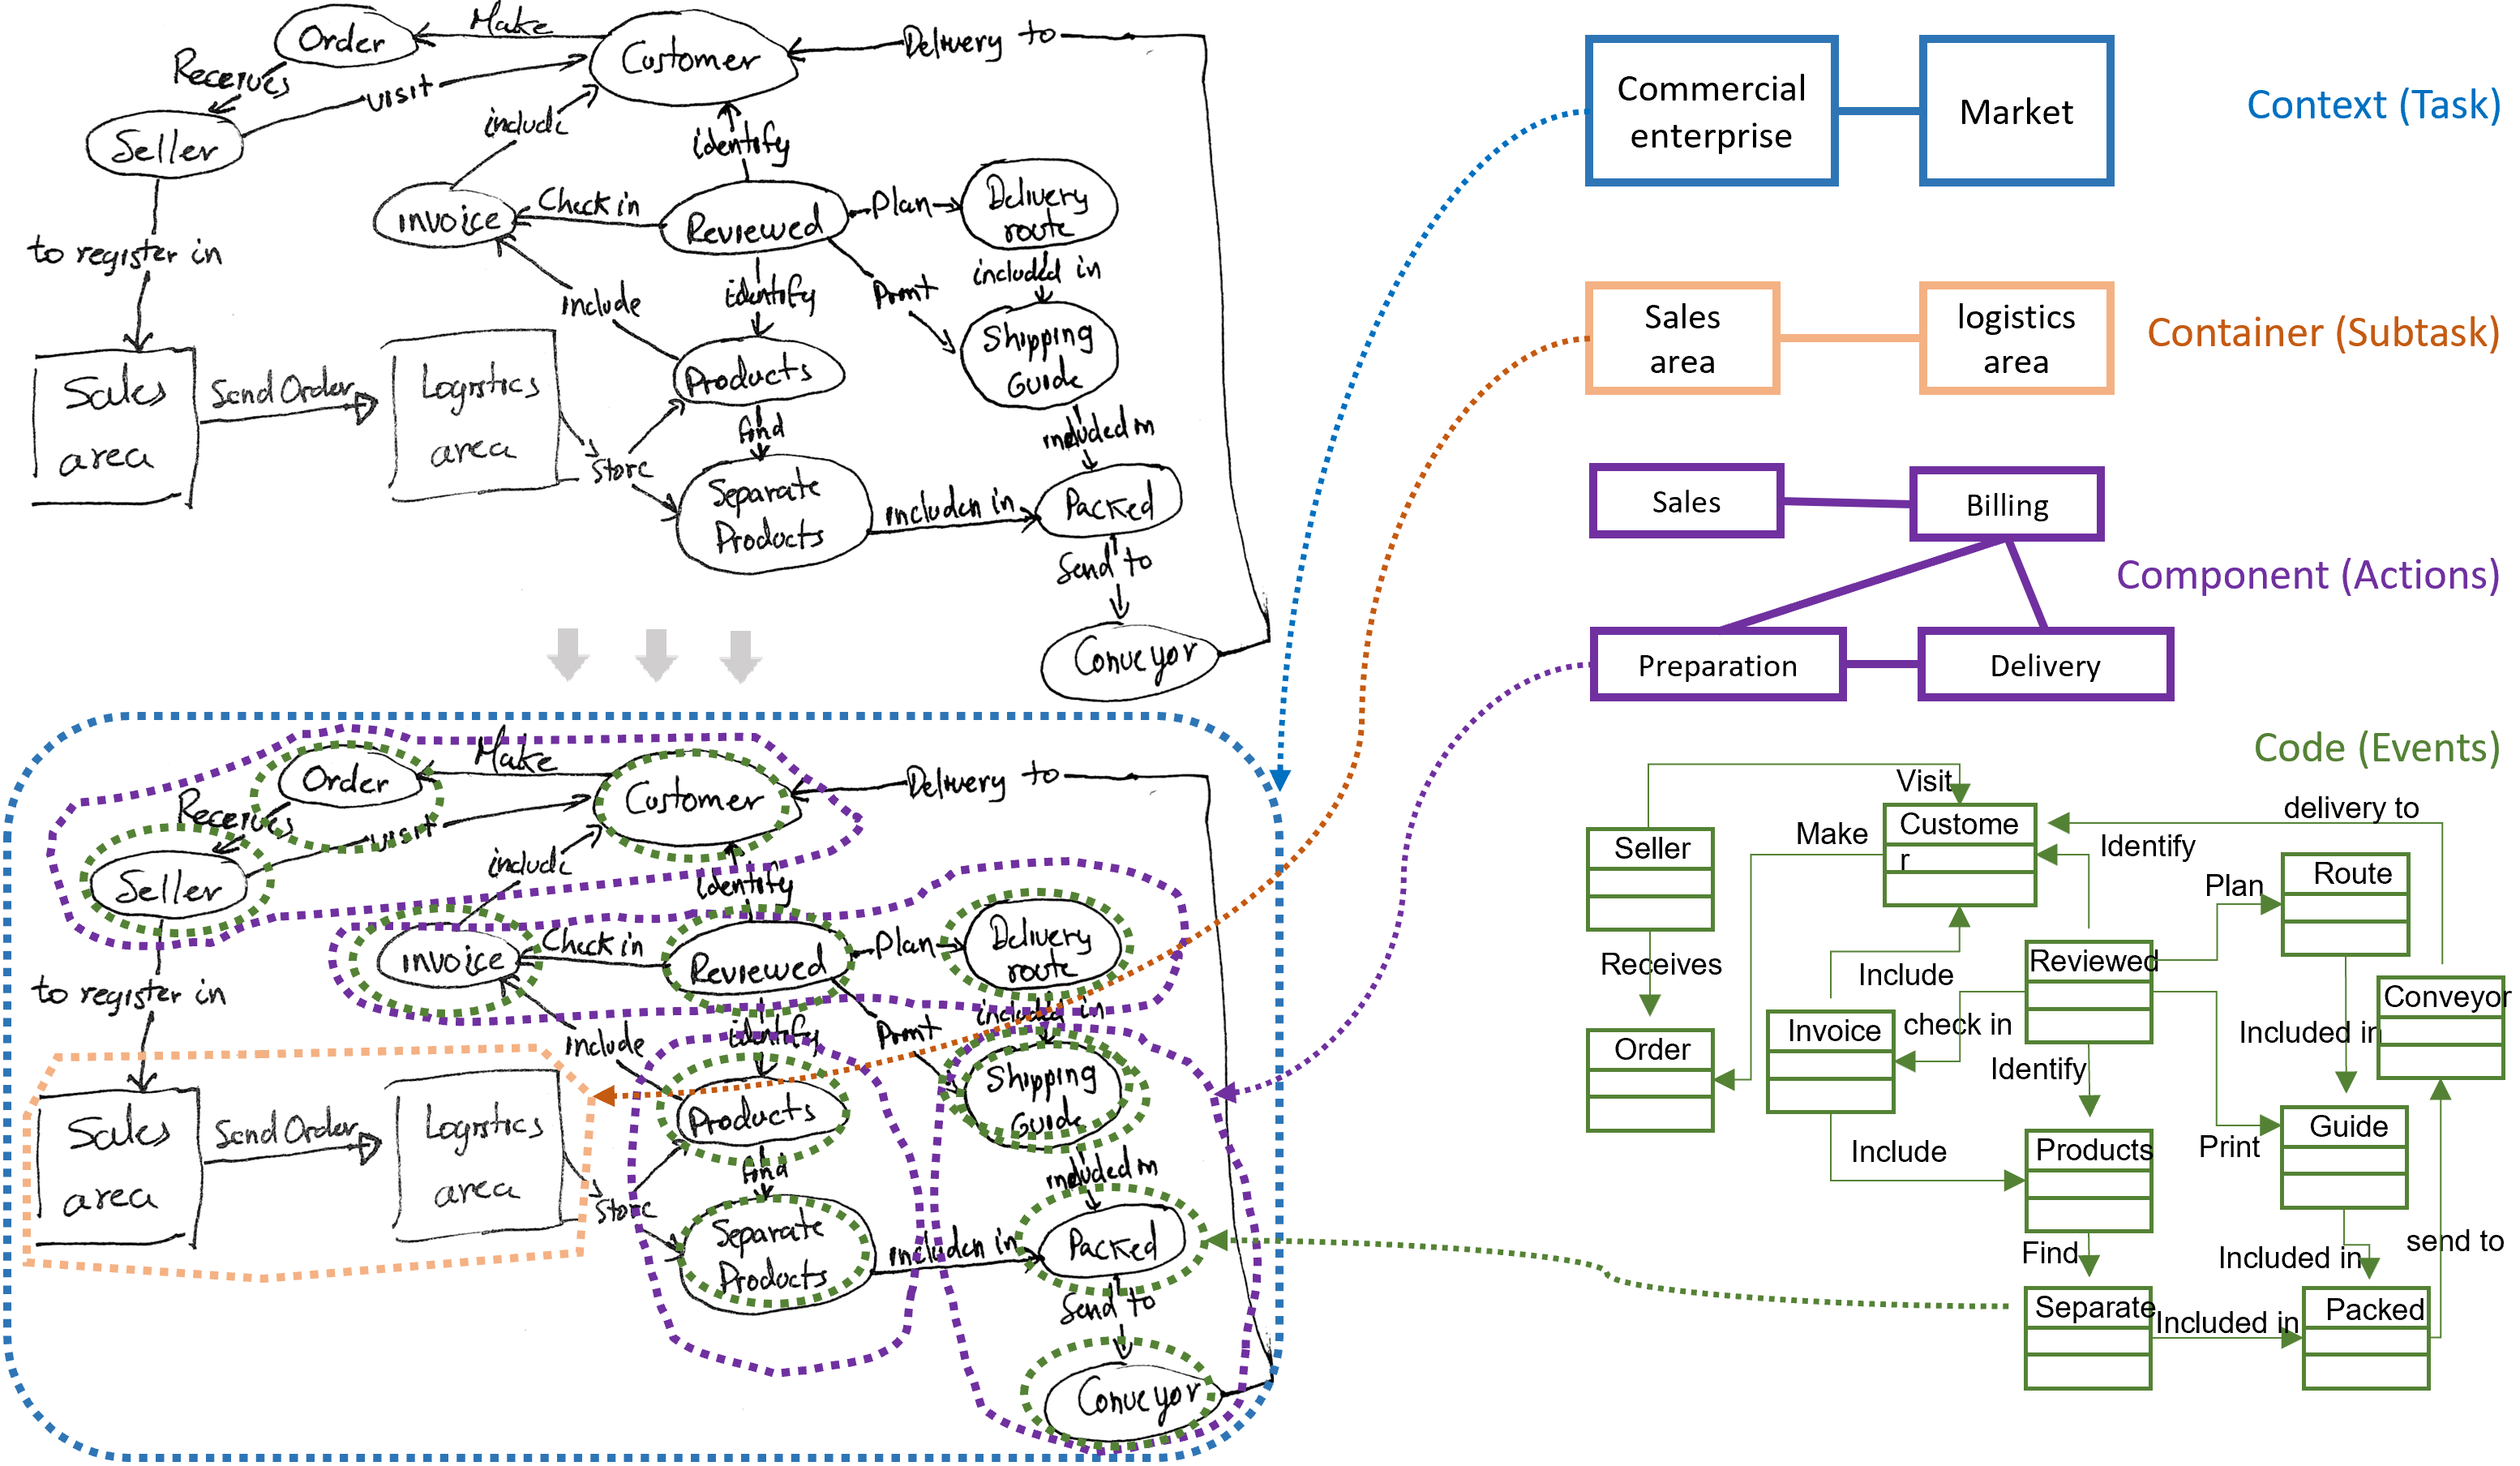 Order
Make
Customer
Delivery to
Receives
visit
Seller
include
identify
invoice
Check in
Reviewed
Plan
Delivery
route
to register in
included in
include
identify
Print
Shipping
Guide
Sales
area
Send Order
Logistics
area
Products
find
store
included in
Separate
Products
includen in
Packed
Send to
Conveyor
Order
Make
Customer
Delivery to
Receives
visit
Seller
include
identify
invoice
Check in
Reviewed
Plan
Delivery
route
to register in
included in
include
identify
Print
Shipping
Guide
Sales
area
Send Order
Logistics
area
Products
find
store
included in
Separate
Products
includen in
Packed
Send to
Conveyor
Commercial
enterprise
Market
Context (Task)
Sales
area
logistics
area
Container (Subtask)
Sales
Billing
Component (Actions)
Preparation
Delivery
Code (Events)
Visit
delivery to
Seller
Make
Custome
r
Identify
Route
Plan
Receives
Include
Reviewed
Conveyor
Order
Invoice
check in
Included in
Identify
Include
Products
Print
Guide
Find
Included in
send to
Separate
Included in
Packed